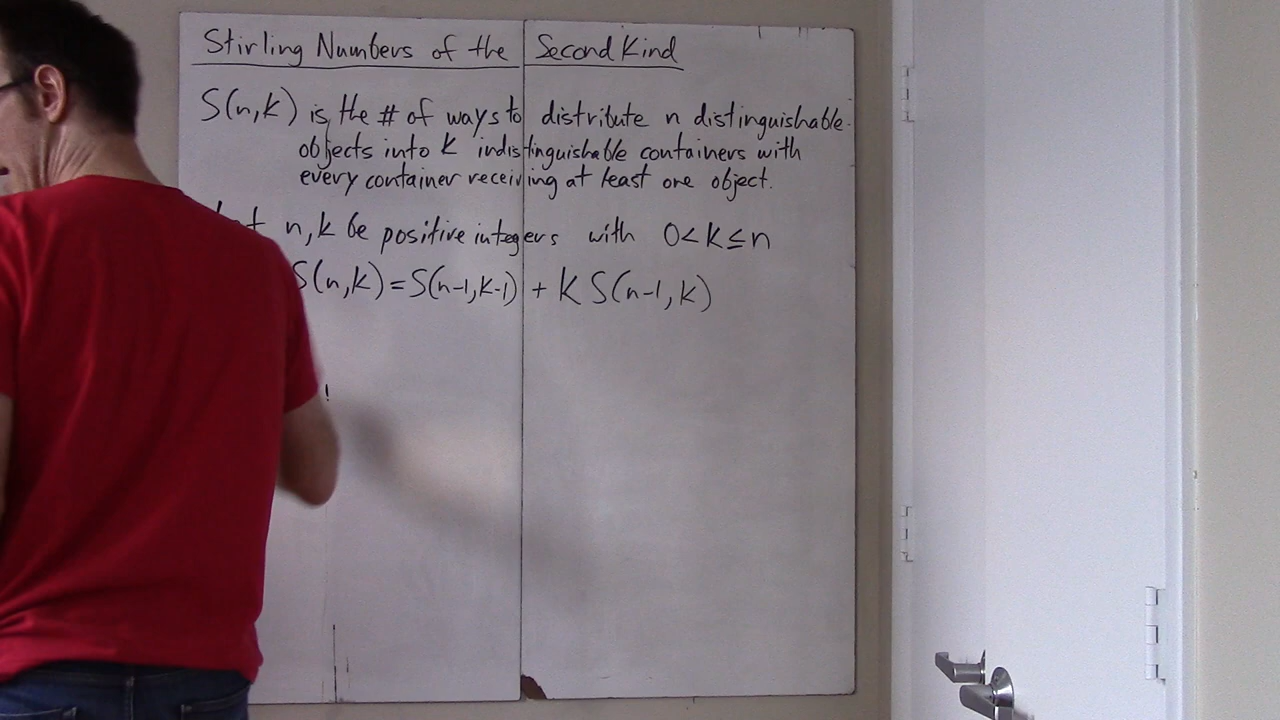 Stirling Numbers of the Second Kind
S(n,k) is the # of ways to distribute n distinguishable
objects into k indistinguishable containers with
every container receiving at least one object.
n,k be positive integers with 0<k≤n
S(n,k)=S(n-1,k-1) + k S(n-1,k)
!